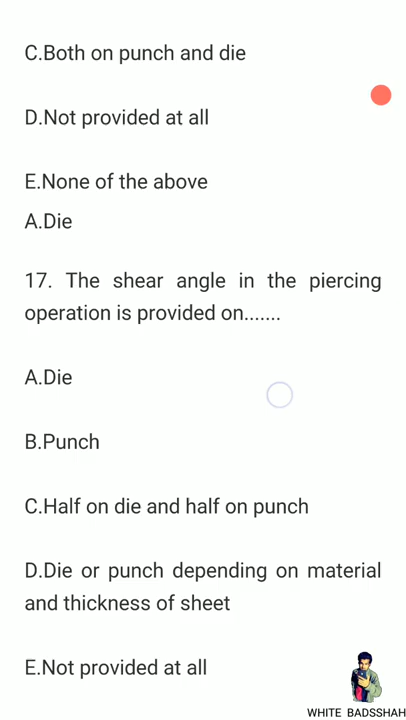 C.Both on punch and die
D.Not provided at all
E.None of the above
A.Die
17. The shear angle in the piercing
operation is provided on.......
A.Die
B.Punch
C.Half on die and half on punch
D.Die or punch depending on material
and thickness of sheet
E.Not provided at all
WHITE BADSSHAH